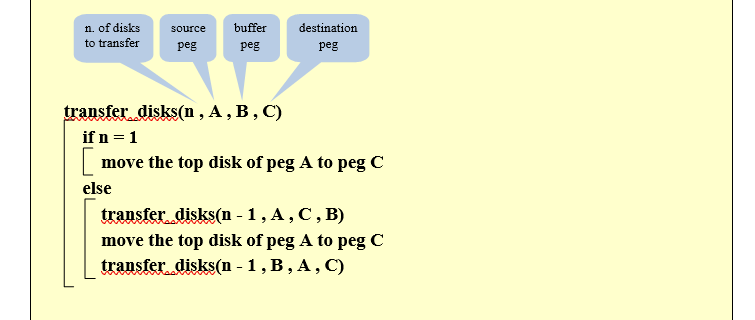 n. of disks
to transfer
source
peg
buffer
peg
destination
peg
transfer_disks(n , A , B , C)
if n = 1
move the top disk of peg A to peg C
else
transfer_disks(n - 1 , A , C , B)
move the top disk of peg A to peg C
transfer_disks(n - 1 , B , A , C)